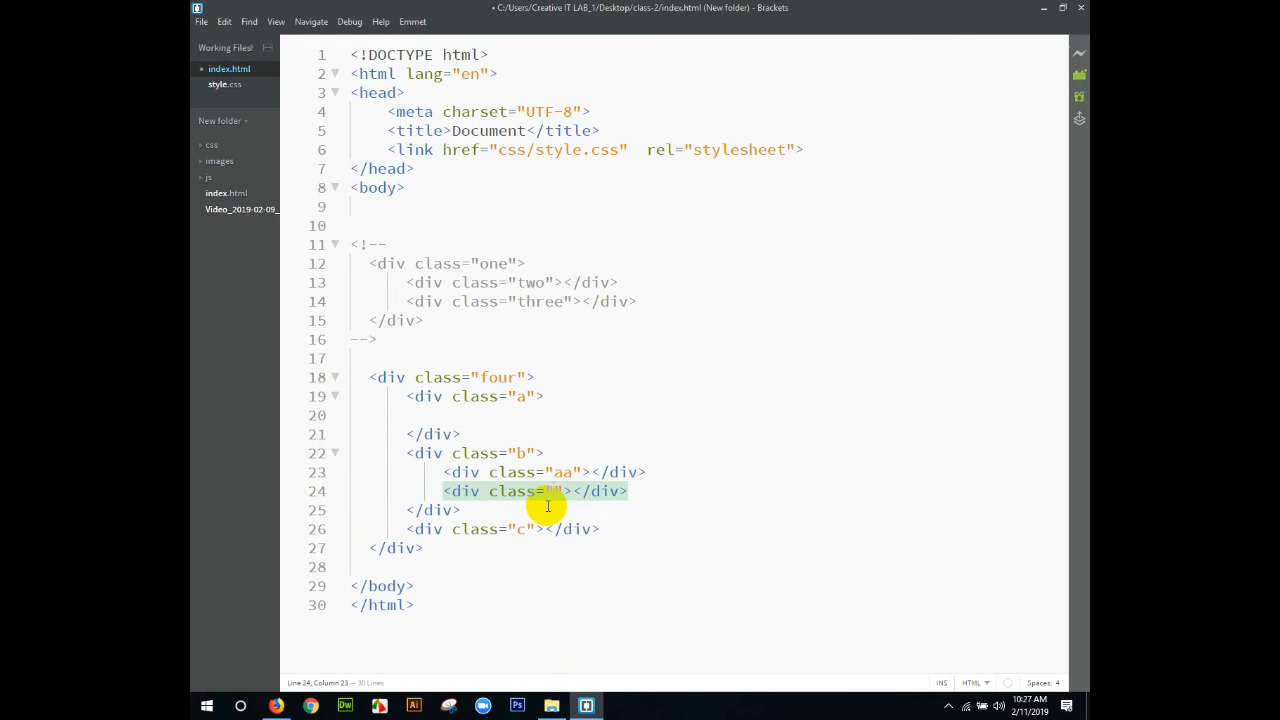 • C:/Users/Creative IT LAB_1/Desktop/class-2/index.html (New folder) - Brackets
File Edit Find View Navigate Debug Help Emmet
Working Files
• index.html
style.css
New folder
css
images
js
index.html
Video_2019-02-09_
1 <!DOCTYPE html>
2 <html lang="en">
3 <head>
4 <meta charset="UTF-8">
5 <title>Document</title>
6 <link href="css/style.css"  rel="stylesheet">
7 </head>
8 <body>
9
10
11 <!--
12 <div class="one">
13 <div class="two"></div>
14 <div class="three"></div>
15 </div>
16 -->
17
18 <div class="four">
19 <div class="a">
20
21 </div>
22 <div class="b">
23 <div class="aa"></div>
24 <div class=""></div>
25 </div>
26 <div class="c"></div>
27 </div>
28
29 </body>
30 </html>
Line 24, Column 23 — 30 Lines
INS HTML Spaces: 4
Dw Ai Ps
10:27 AM
2/11/2019